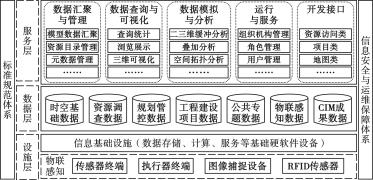 标准规范体系
服务层
数据汇聚与管理
模型数据汇聚
资源目录管理
元数据管理
……
数据查询与可视化
查询统计
浏览展示
三维可视化
……
数据模拟与分析
二三维缓冲分析
叠加分析
空间拓扑分析
……
运行与服务
组织机构管理
角色管理
用户管理
……
开发接口
资源访问类
项目类
地图类
……
数据层
时空基础数据
资源调查数据
规划管控数据
工程建设项目数据
公共专题数据
物联感知数据
CIM成果数据
设施层
信息基础设施（数据存储、计算、服务等基础硬软件设备）
物联感知
传感器终端
执行器终端
图像捕捉设备
RFID传感器
信息安全与运维保障体系